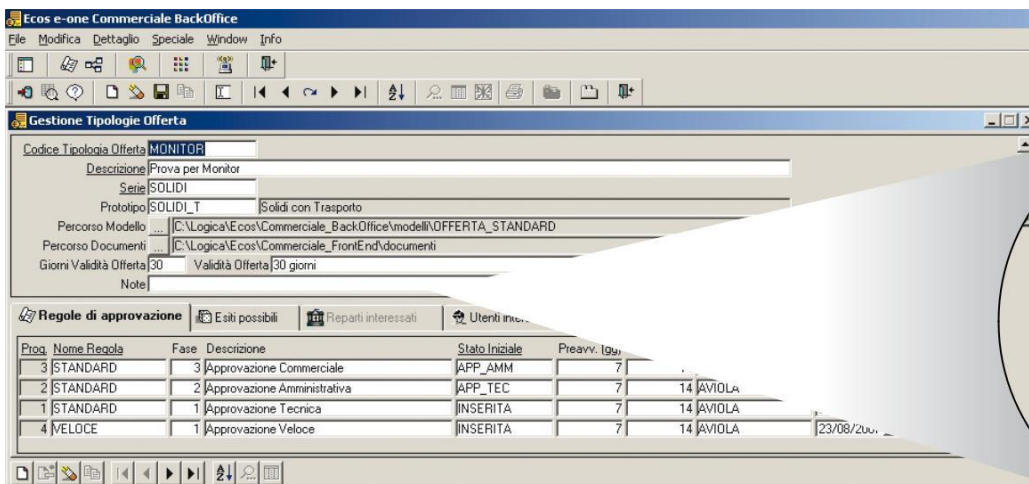 Ecos e-one Commerciale BackOffice
File Modifica Dettaglio Speciale Window Info
Gestione Tipologie Offerta
Codice Tipologia Offerta MONITOR
Descrizione Prova per Monitor
Serie SOLIDI
Prototipo SOLIDI_T Solidi con Trasporto
Percorso Modello ... C:\Logica\Ecos\Commerciale_BackOffice\modelli\OFFERTA_STANDARD
Percorso Documenti ... C:\Logica\Ecos\Commerciale_FrontEnd\documenti
Giorni Validità Offerta 30 Validità Offerta 30 giorni
Note
Regole di approvazione Esiti possibili Reparti interessati Utenti
Prog. Nome Regola Fase Descrizione Stato Iniziale Preavv. (gg)
3 STANDARD 3 Approvazione Commerciale APP_AMM 7
2 STANDARD 2 Approvazione Amministrativa APP_TEC 7 14 AVIOLA
1 STANDARD 1 Approvazione Tecnica INSERITA 7 14 AVIOLA
4 VELOCE 1 Approvazione Veloce INSERITA 7 14 AVIOLA